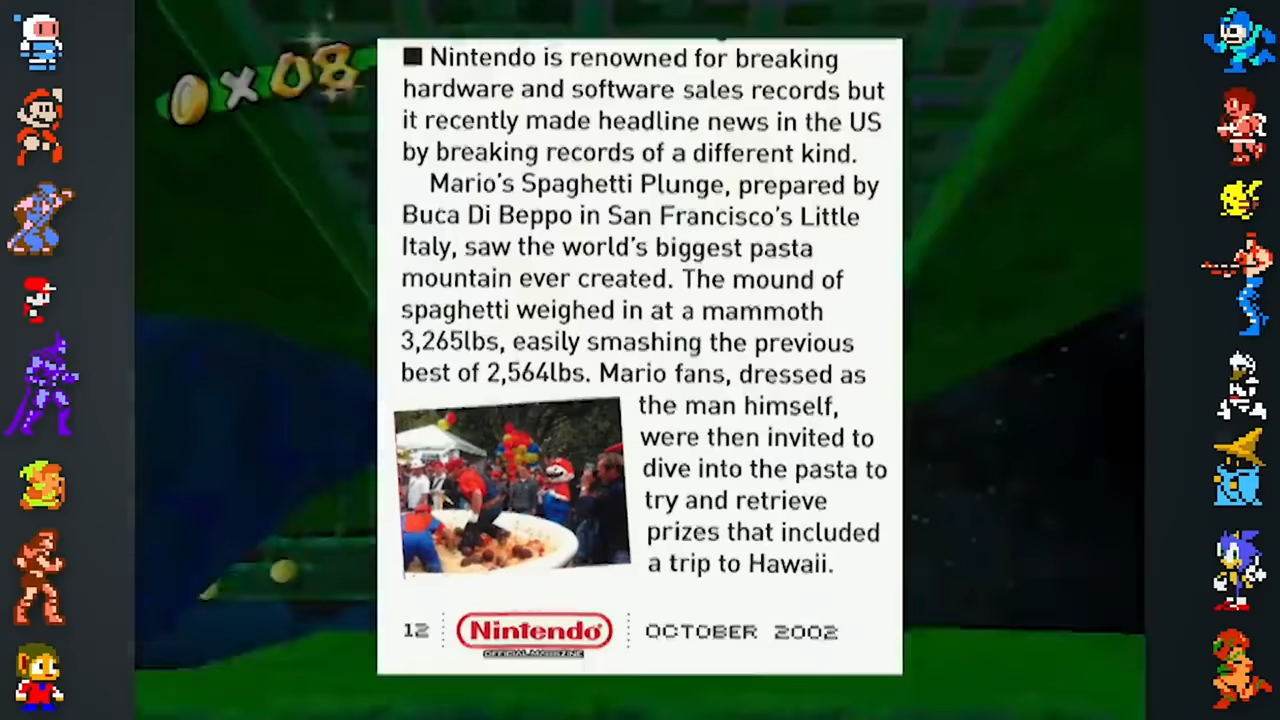 0×08
■ Nintendo is renowned for breaking
hardware and software sales records but
it recently made headline news in the US
by breaking records of a different kind.
Mario's Spaghetti Plunge, prepared by
Buca Di Beppo in San Francisco's Little
Italy, saw the world's biggest pasta
mountain ever created. The mound of
spaghetti weighed in at a mammoth
3,265lbs, easily smashing the previous
best of 2,564lbs. Mario fans, dressed as
the man himself,
were then invited to
dive into the pasta to
try and retrieve
prizes that included
a trip to Hawaii.
12 Nintendo OCTOBER 2002
OFFICIAL MAGAZINE